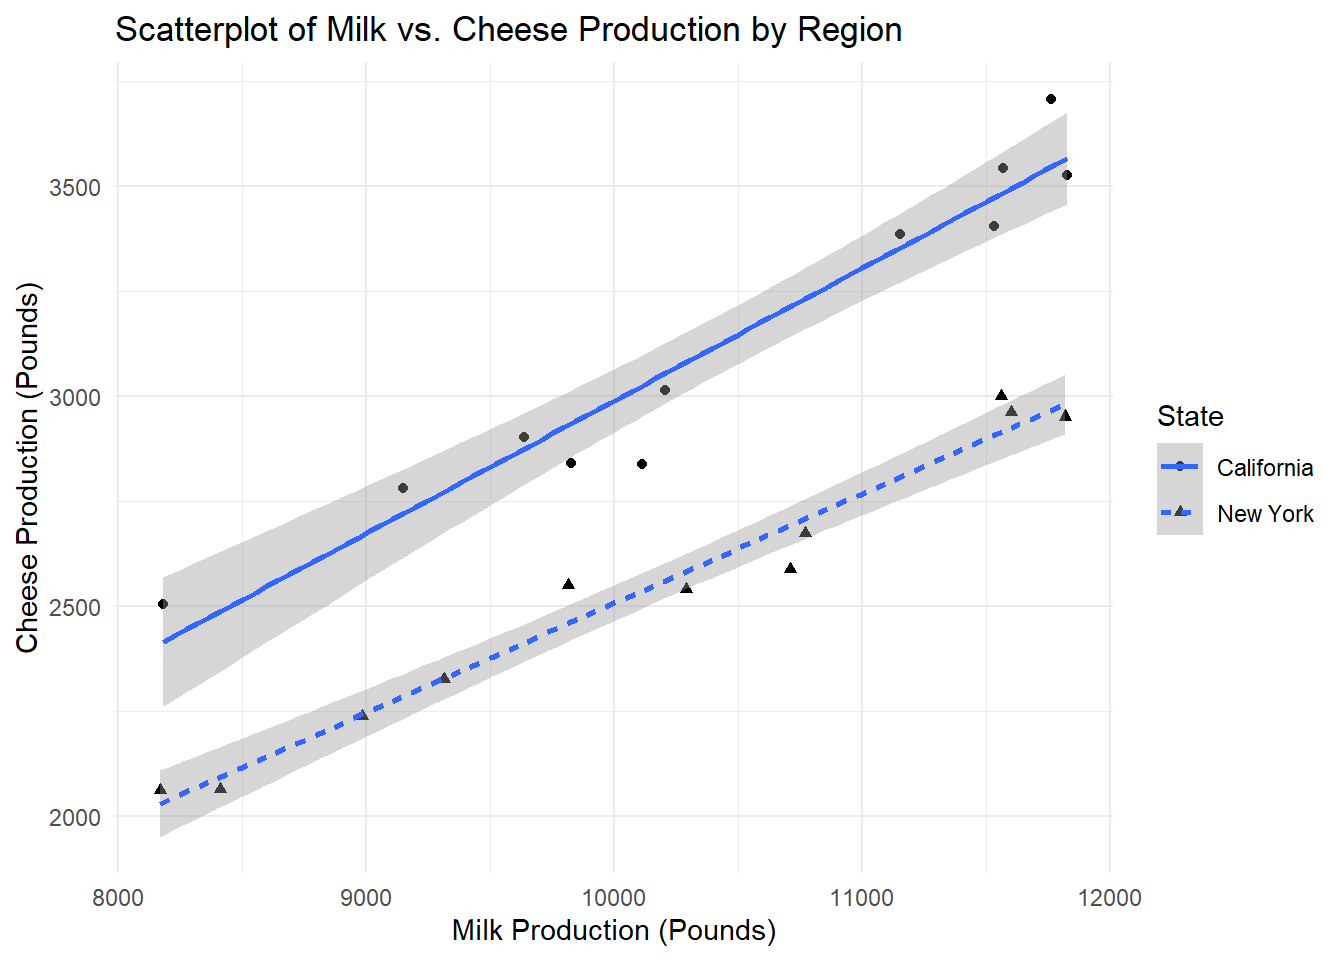 Scatterplot of Milk vs. Cheese Production by Region
3500
3000
2500
2000
Cheese Production (Pounds)
8000 9000 10000 11000 12000
Milk Production (Pounds)
State
California
New York